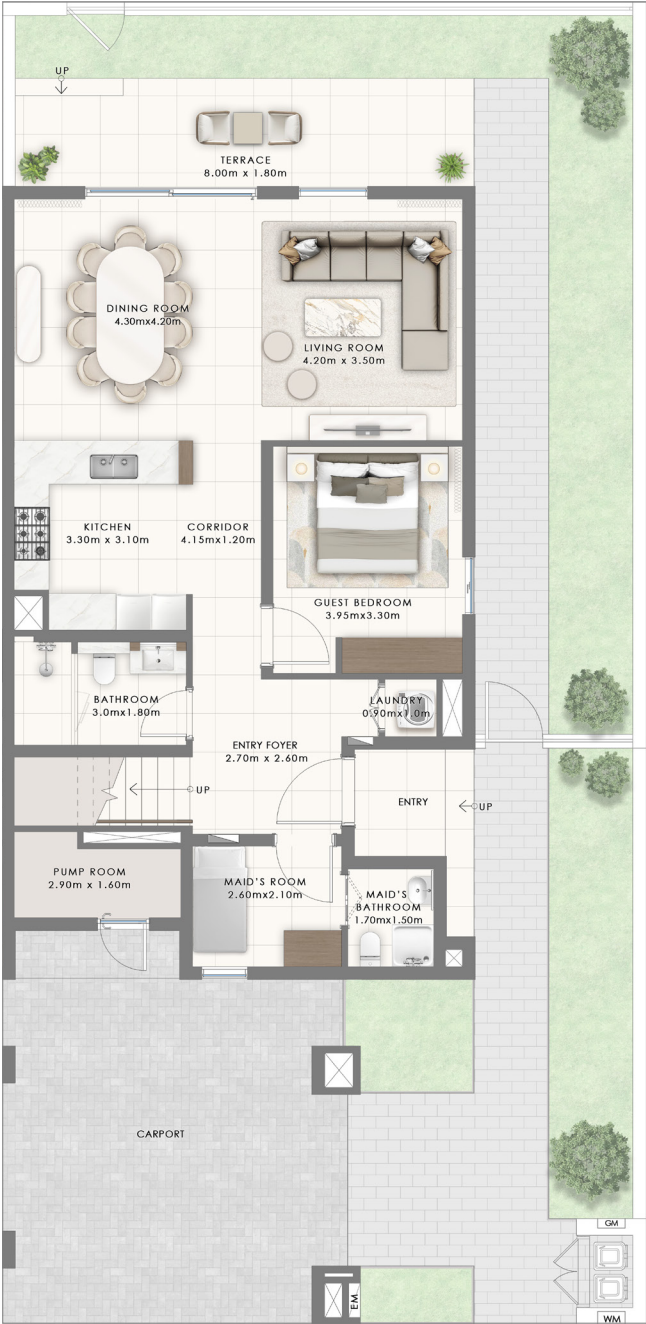 UP
TERRACE
8.00m x 1.80m
DINING ROOM
4.30mx4.20m
LIVING ROOM
4.20m x 3.50m
KITCHEN
3.30m x 3.10m
CORRIDOR
4.15mx1.20m
GUEST BEDROOM
3.95mx3.30m
BATHROOM
3.0mx1.80m
LAUNDRY
0.90mx1.0m
ENTRY FOYER
2.70m x 2.60m
UP
ENTRY
UP
PUMP ROOM
2.90m x 1.60m
MAID'S ROOM
2.60mx2.10m
MAID'S
BATHROOM
1.70mx1.50m
CARPORT
GM
EM
WM